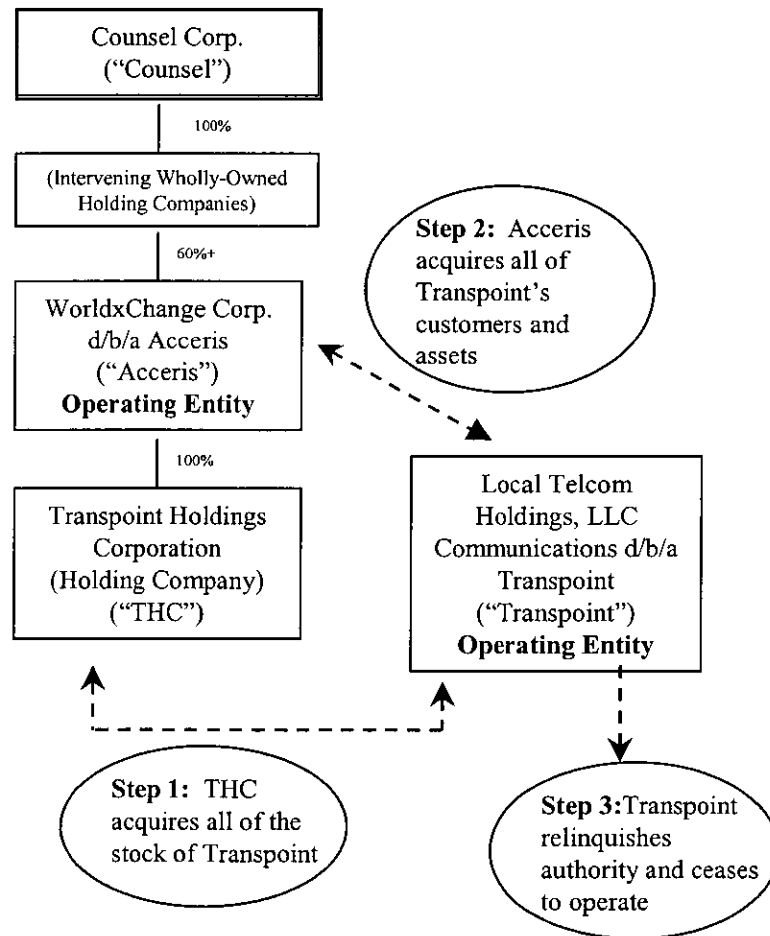 Counsel Corp.
("Counsel")
100%
(Intervening Wholly-Owned
Holding Companies)
60%+
WorldxChange Corp.
d/b/a Acceris
("Acceris")
Operating Entity
100%
Transpoint Holdings
Corporation
(Holding Company)
("THC")
Step 2: Acceris
acquires all of
Transpoint's
customers and
assets
Local Telcom
Holdings, LLC
Communications d/b/a
Transpoint
("Transpoint")
Operating Entity
Step 1: THC
acquires all of the
stock of Transpoint
Step 3:Transpoint
relinquishes
authority and ceases
to operate